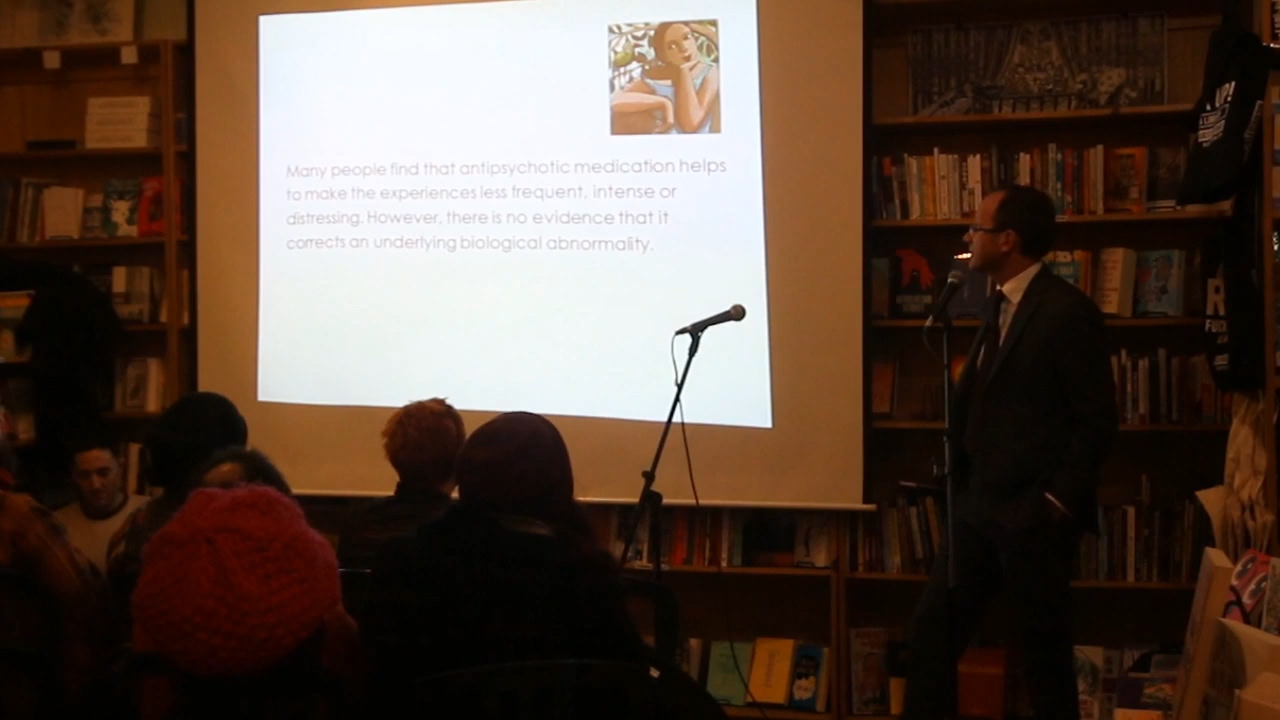 Many people find that antipsychotic medication helps
to make the experiences less frequent, intense or
distressing. However, there is no evidence that it
corrects an underlying biological abnormality.
UP!